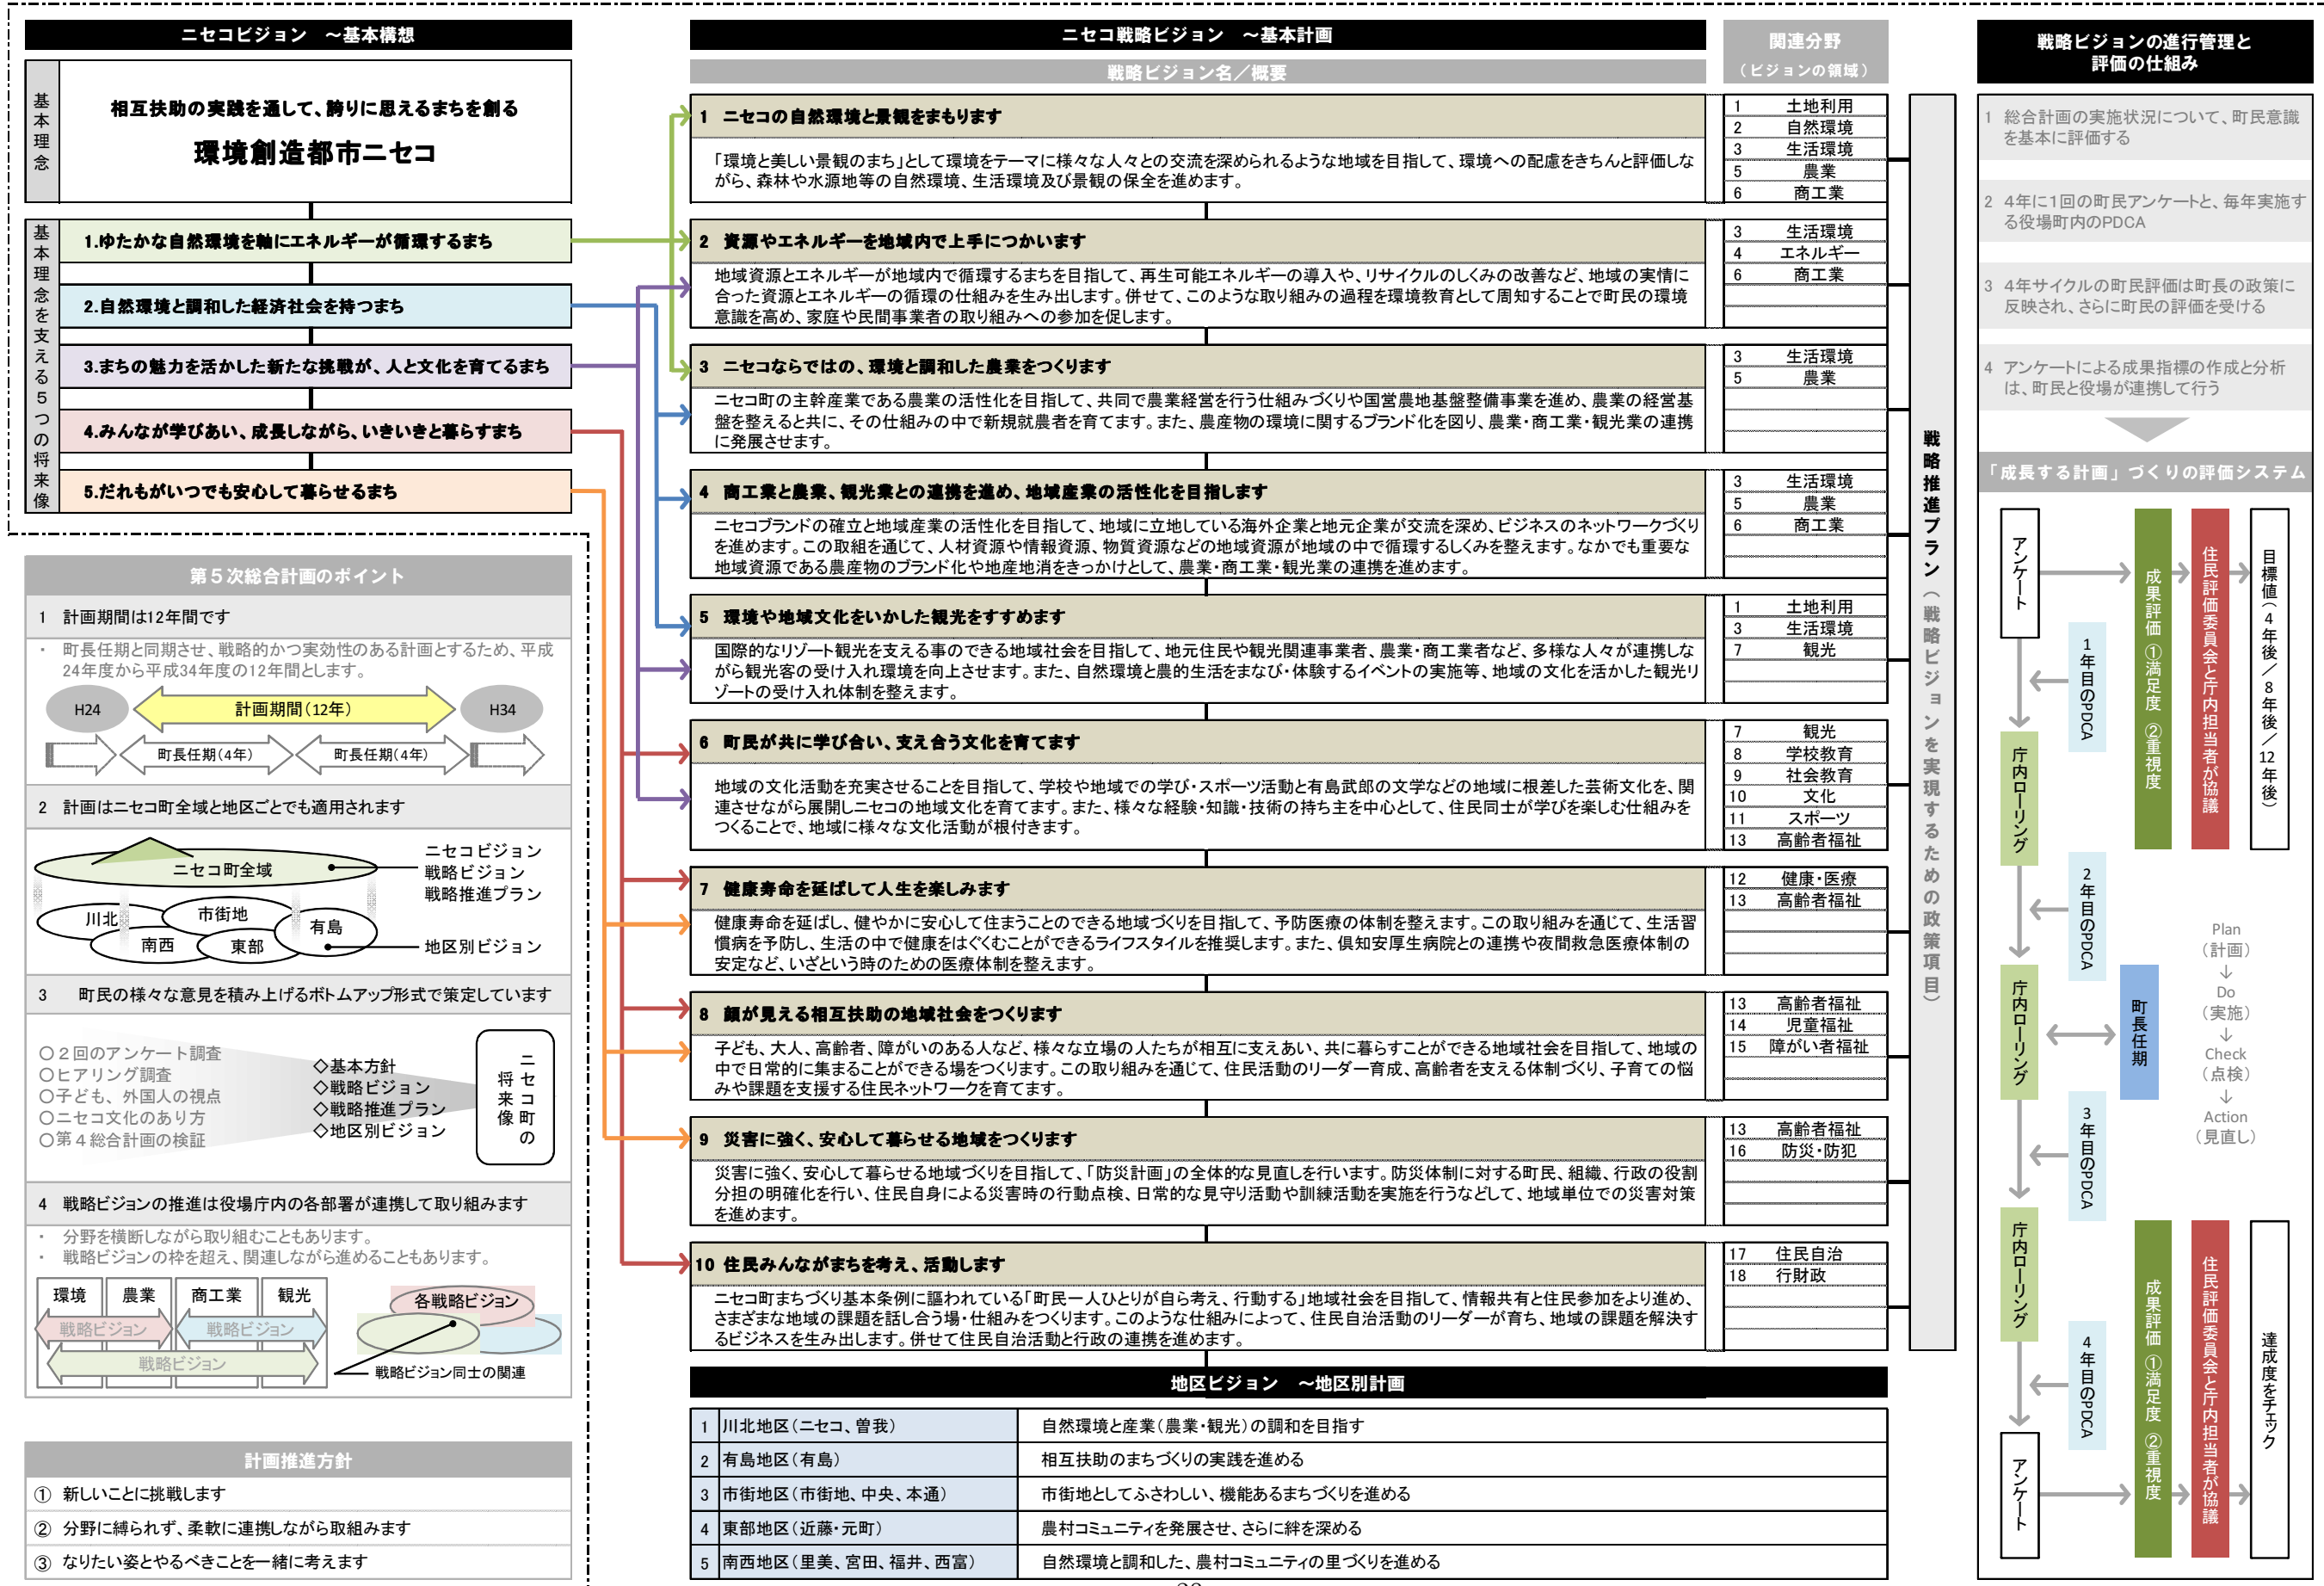 ニセコビジョン　～基本構想
基本理念
相互扶助の実践を通して、誇りに思えるまちを創る
環境創造都市ニセコ
基本理念を支える5つの将来像
1.ゆたかな自然環境を軸にエネルギーが循環するまち
2.自然環境と調和した経済社会を持つまち
3.まちの魅力を活かした新たな挑戦が、人と文化を育てるまち
4.みんなが学びあい、成長しながら、いきいきと暮らすまち
5.だれもがいつでも安心して暮らせるまち
第５次総合計画のポイント
1　計画期間は12年間です
・　町長任期と同期させ、戦略的かつ実効性のある計画とするため、平成
24年度から平成34年度の12年間とします。
H24
計画期間（12年）
H34
町長任期（4年）
町長任期（4年）
2　計画はニセコ町全域と地区ごとでも適用されます
ニセコ町全域
ニセコビジョン
戦略ビジョン
戦略推進プラン
川北
市街地
有島
南西
東部
地区別ビジョン
3　町民の様々な意見を積み上げるボトムアップ形式で策定しています
○２回のアンケート調査
○ヒアリング調査
○子ども、外国人の視点
○ニセコ文化のあり方
○第４総合計画の検証
◇基本方針
◇戦略ビジョン
◇戦略推進プラン
◇地区別ビジョン
ニセコ町の
将来像
4　戦略ビジョンの推進は役場庁内の各部署が連携して取り組みます
・　分野を横断しながら取り組むこともあります。
・　戦略ビジョンの枠を超え、関連しながら進めることもあります。
環境
農業
商工業
観光
戦略ビジョン
戦略ビジョン
戦略ビジョン
各戦略ビジョン
戦略ビジョン同士の関連
計画推進方針
①　新しいことに挑戦します
②　分野に縛られず、柔軟に連携しながら取組みます
③　なりたい姿とやるべきことを一緒に考えます
ニセコ戦略ビジョン　～基本計画
戦略ビジョン名／概要
関連分野
（ビジョンの領域）
1　ニセコの自然環境と景観をまもります
「環境と美しい景観のまち」として環境をテーマに様々な人々との交流を深められるような地域を目指して、環境への配慮をきちんと評価しな
がら、森林や水源地等の自然環境、生活環境及び景観の保全を進めます。
1　土地利用
2　自然環境
3　生活環境
5　農業
6　商工業
2　資源やエネルギーを地域内で上手につかいます
地域資源とエネルギーが地域内で循環するまちを目指して、再生可能エネルギーの導入や、リサイクルのしくみの改善など、地域の実情に
合った資源とエネルギーの循環の仕組みを生み出します。併せて、このような取り組みの過程を環境教育として周知することで町民の環境
意識を高め、家庭や民間事業者の取り組みへの参加を促します。
3　生活環境
4　エネルギー
6　商工業
3　ニセコならではの、環境と調和した農業をつくります
ニセコ町の主幹産業である農業の活性化を目指して、共同で農業経営を行う仕組みづくりや国営農地基盤整備事業を進め、農業の経営基
盤を整えると共に、その仕組みの中で新規就農者を育てます。また、農産物の環境に関するブランド化を図り、農業・商工業・観光業の連携
に発展させます。
3　生活環境
5　農業
4　商工業と農業、観光業との連携を進め、地域産業の活性化を目指します
ニセコブランドの確立と地域産業の活性化を目指して、地域に立地している海外企業と地元企業が交流を深め、ビジネスのネットワークづくり
を進めます。この取組を通じて、人材資源や情報資源、物質資源などの地域資源が地域の中で循環するしくみを整えます。なかでも重要な
地域資源である農産物のブランド化や地産地消をきっかけとして、農業・商工業・観光業の連携を進めます。
3　生活環境
5　農業
6　商工業
5　環境や地域文化をいかした観光をすすめます
国際的なリゾート観光を支える事のできる地域社会を目指して、地元住民や観光関連事業者、農業・商工業者など、多様な人々が連携しな
がら観光客の受け入れ環境を向上させます。また、自然環境と農的生活をまなび・体験するイベントの実施等、地域の文化を活かした観光リ
ゾートの受け入れ体制を整えます。
1　土地利用
3　生活環境
7　観光
6　町民が共に学び合い、支え合う文化を育てます
地域の文化活動を充実させることを目指して、学校や地域での学び・スポーツ活動と有島武郎の文学などの地域に根差した芸術文化を、関
連させながら展開しニセコの地域文化を育てます。また、様々な経験・知識・技術の持ち主を中心として、住民同士が学びを楽しむ仕組みを
つくることで、地域に様々な文化活動が根付きます。
7　観光
8　学校教育
9　社会教育
10　文化
11　スポーツ
13　高齢者福祉
7　健康寿命を延ばして人生を楽しみます
健康寿命を延ばし、健やかに安心して住まうことのできる地域づくりを目指して、予防医療の体制を整えます。この取り組みを通じて、生活習
慣病を予防し、生活の中で健康をはぐくむことができるライフスタイルを推奨します。また、倶知安厚生病院との連携や夜間救急医療体制の
安定など、いざという時のための医療体制を整えます。
12　健康・医療
13　高齢者福祉
8　顔が見える相互扶助の地域社会をつくります
子ども、大人、高齢者、障がいのある人など、様々な立場の人たちが相互に支えあい、共に暮らすことができる地域社会を目指して、地域の
中で日常的に集まることができる場をつくります。この取り組みを通じて、住民活動のリーダー育成、高齢者を支える体制づくり、子育ての悩
みや課題を支援する住民ネットワークを育てます。
13　高齢者福祉
14　児童福祉
15　障がい者福祉
9　災害に強く、安心して暮らせる地域をつくります
災害に強く、安心して暮らせる地域づくりを目指して、「防災計画」の全体的な見直しを行います。防災体制に対する町民、組織、行政の役割
分担の明確化を行い、住民自身による災害時の行動点検、日常的な見守り活動や訓練活動を実施を行うなどして、地域単位での災害対策
を進めます。
13　高齢者福祉
16　防災・防犯
10 住民みんながまちを考え、活動します
ニセコ町まちづくり基本条例に謳われている「町民一人ひとりが自ら考え、行動する」地域社会を目指して、情報共有と住民参加をより進め、
さまざまな地域の課題を話し合う場・仕組みをつくります。このような仕組みによって、住民自治活動のリーダーが育ち、地域の課題を解決す
るビジネスを生み出します。併せて住民自治活動と行政の連携を進めます。
17　住民自治
18　行財政
戦略推進プラン（戦略ビジョンを実現するための政策項目）
地区ビジョン　～地区別計画
1　川北地区（ニセコ、曽我）　自然環境と産業（農業・観光）の調和を目指す
2　有島地区（有島）　相互扶助のまちづくりの実践を進める
3　市街地区（市街地、中央、本通）　市街地としてふさわしい、機能あるまちづくりを進める
4　東部地区（近藤・元町）　農村コミュニティを発展させ、さらに絆を深める
5　南西地区（里美、宮田、福井、西富）　自然環境と調和した、農村コミュニティの里づくりを進める
戦略ビジョンの進行管理と
評価の仕組み
1　総合計画の実施状況について、町民意識
を基本に評価する
2　4年に1回の町民アンケートと、毎年実施す
る役場町内のPDCA
3　4年サイクルの町民評価は町長の政策に
反映され、さらに町民の評価を受ける
4　アンケートによる成果指標の作成と分析
は、町民と役場が連携して行う
「成長する計画」づくりの評価システム
アンケート
成果評価　①満足度　②重視度
住民評価委員会と庁内担当者が協議
目標値（4年後／8年後／12年後）
1年目のPDCA
庁内ローリング
2年目のPDCA
庁内ローリング
町長任期
Plan
（計画）
↓
Do
（実施）
↓
Check
（点検）
↓
Action
（見直し）
3年目のPDCA
庁内ローリング
4年目のPDCA
アンケート
成果評価　①満足度　②重視度
住民評価委員会と庁内担当者が協議
達成度をチェック